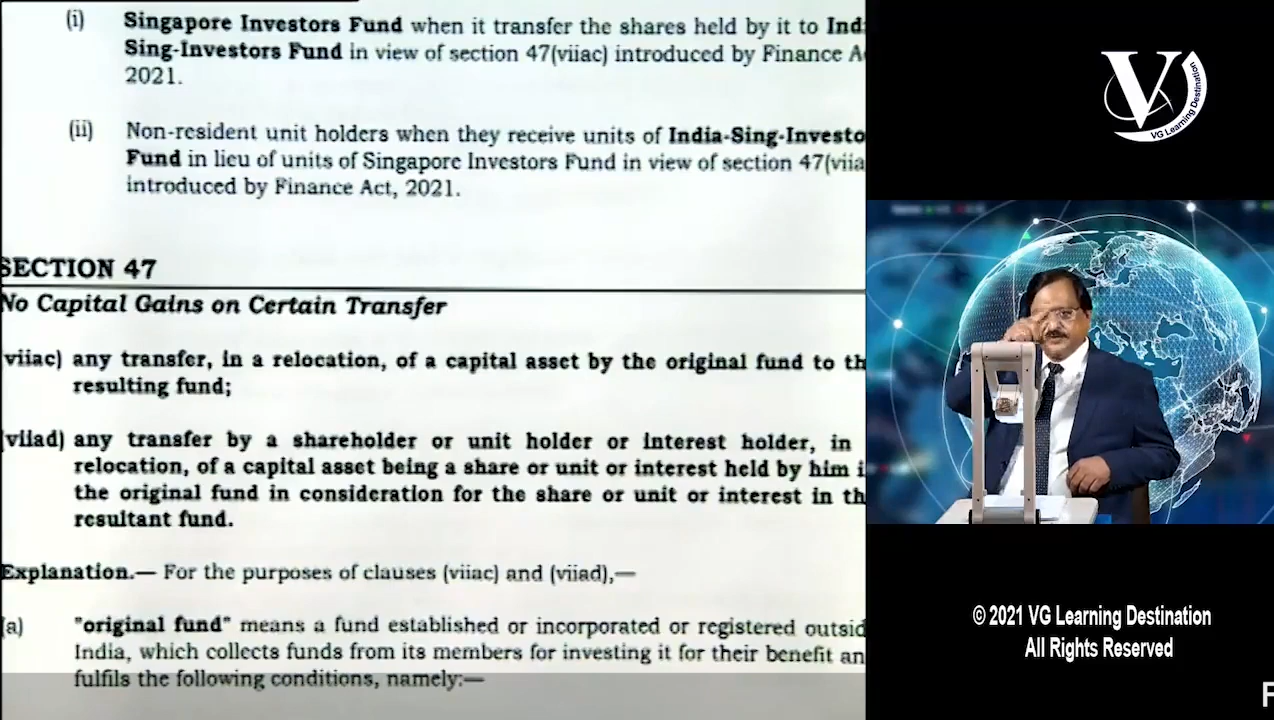 (i) Singapore Investors Fund when it transfer the shares held by it to Ind
Sing-Investors Fund in view of section 47(viiac) introduced by Finance A
2021.
(ii) Non-resident unit holders when they receive units of India-Sing-Investo
Fund in lieu of units of Singapore Investors Fund in view of section 47(viia
introduced by Finance Act, 2021.
SECTION 47
No Capital Gains on Certain Transfer
viiac) any transfer, in a relocation, of a capital asset by the original fund to th
resulting fund;
(viiad) any transfer by a shareholder or unit holder or interest holder, in
relocation, of a capital asset being a share or unit or interest held by him i
the original fund in consideration for the share or unit or interest in th
resultant fund.
Explanation.— For the purposes of clauses (viiac) and (viiad),—
(a) "original fund" means a fund established or incorporated or registered outsid
India, which collects funds from its members for investing it for their benefit an
fulfils the following conditions, namely:—
V
VG Learning Destination
© 2021 VG Learning Destination
All Rights Reserved
F